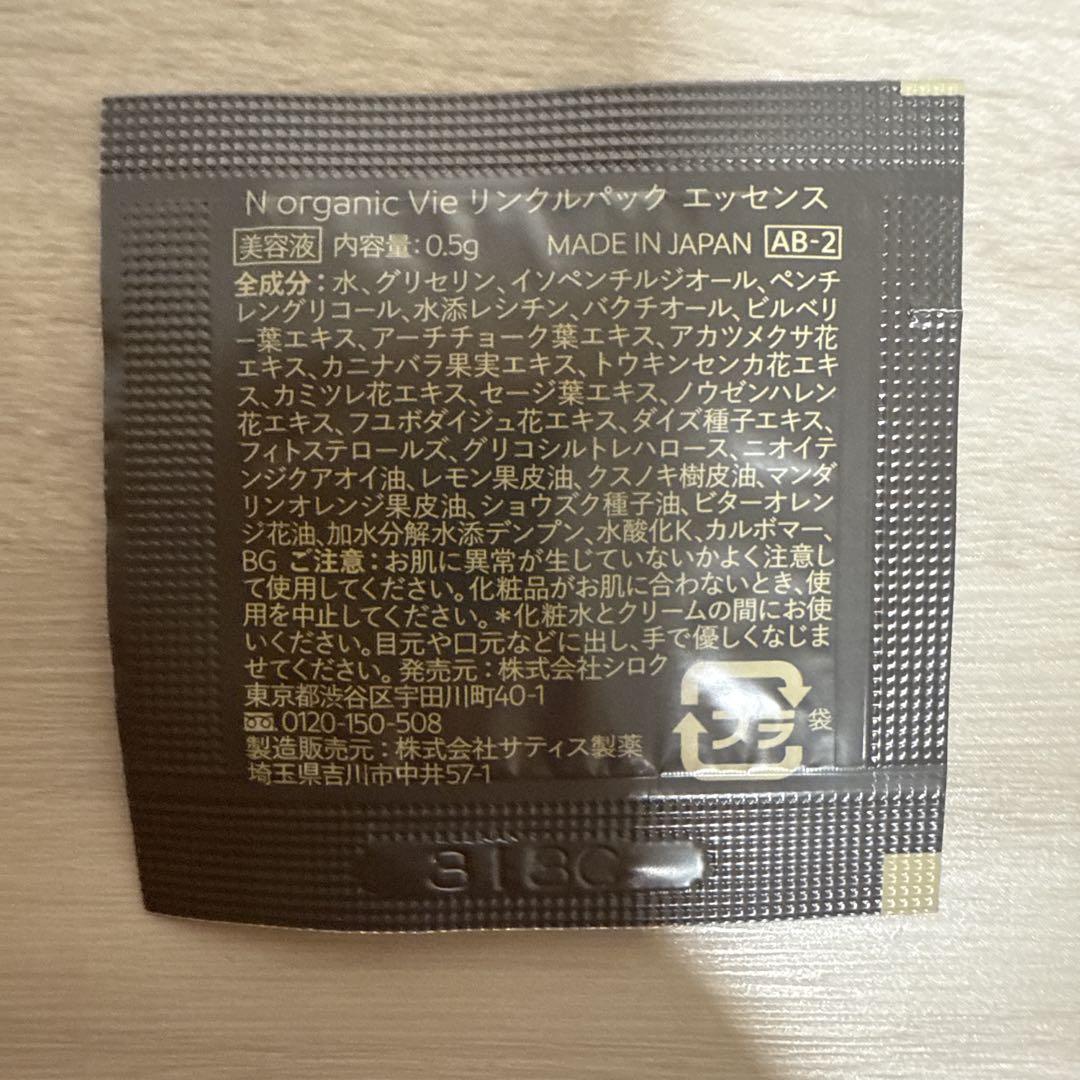 N organic Vie リンクルパック エッセンス
美容液 内容量：0.5g MADE IN JAPAN AB-2
全成分：水、グリセリン、イソペンチルジオール、ペンチ
レングリコール、水添レシチン、バクチオール、ビルベリ
ー葉エキス、アーチチョーク葉エキス、アカツメクサ花
エキス、カニナバラ果実エキス、トウキンセンカ花エキ
ス、カミツレ花エキス、セージ葉エキス、ノウゼンハレン
花エキス、フユボダイジュ花エキス、ダイズ種子エキス、
フィトステロールズ、グリコシルトレハロース、ニオイテ
ンジクアオイ油、レモン果皮油、クスノキ樹皮油、マンダ
リンオレンジ果皮油、ショウズク種子油、ビターオレン
ジ花油、加水分解水添デンプン、水酸化K、カルボマー、
BG ご注意：お肌に異常が生じていないかよく注意し
て使用してください。化粧品がお肌に合わないとき、使
用を中止してください。＊化粧水とクリームの間にお使
いください。目元や口元などに出し、手で優しくなじま
せてください。発売元：株式会社シロク
東京都渋谷区宇田川町40-1
0120-150-508
製造販売元：株式会社サティス製薬
埼玉県吉川市中井57-1
プラ 袋
318C